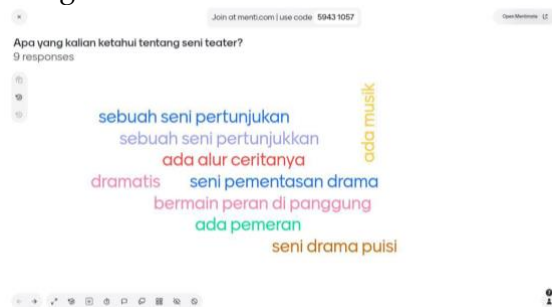 Join at menti.com | use code 5943 1057
Open Mentimeter
Apa yang kalian ketahui tentang seni teater?
9 responses
ada musik
sebuah seni pertunjukan
sebuah seni pertunjukkan
ada alur ceritanya
dramatis
seni pementasan drama
bermain peran di panggung
ada pemeran
seni drama puisi